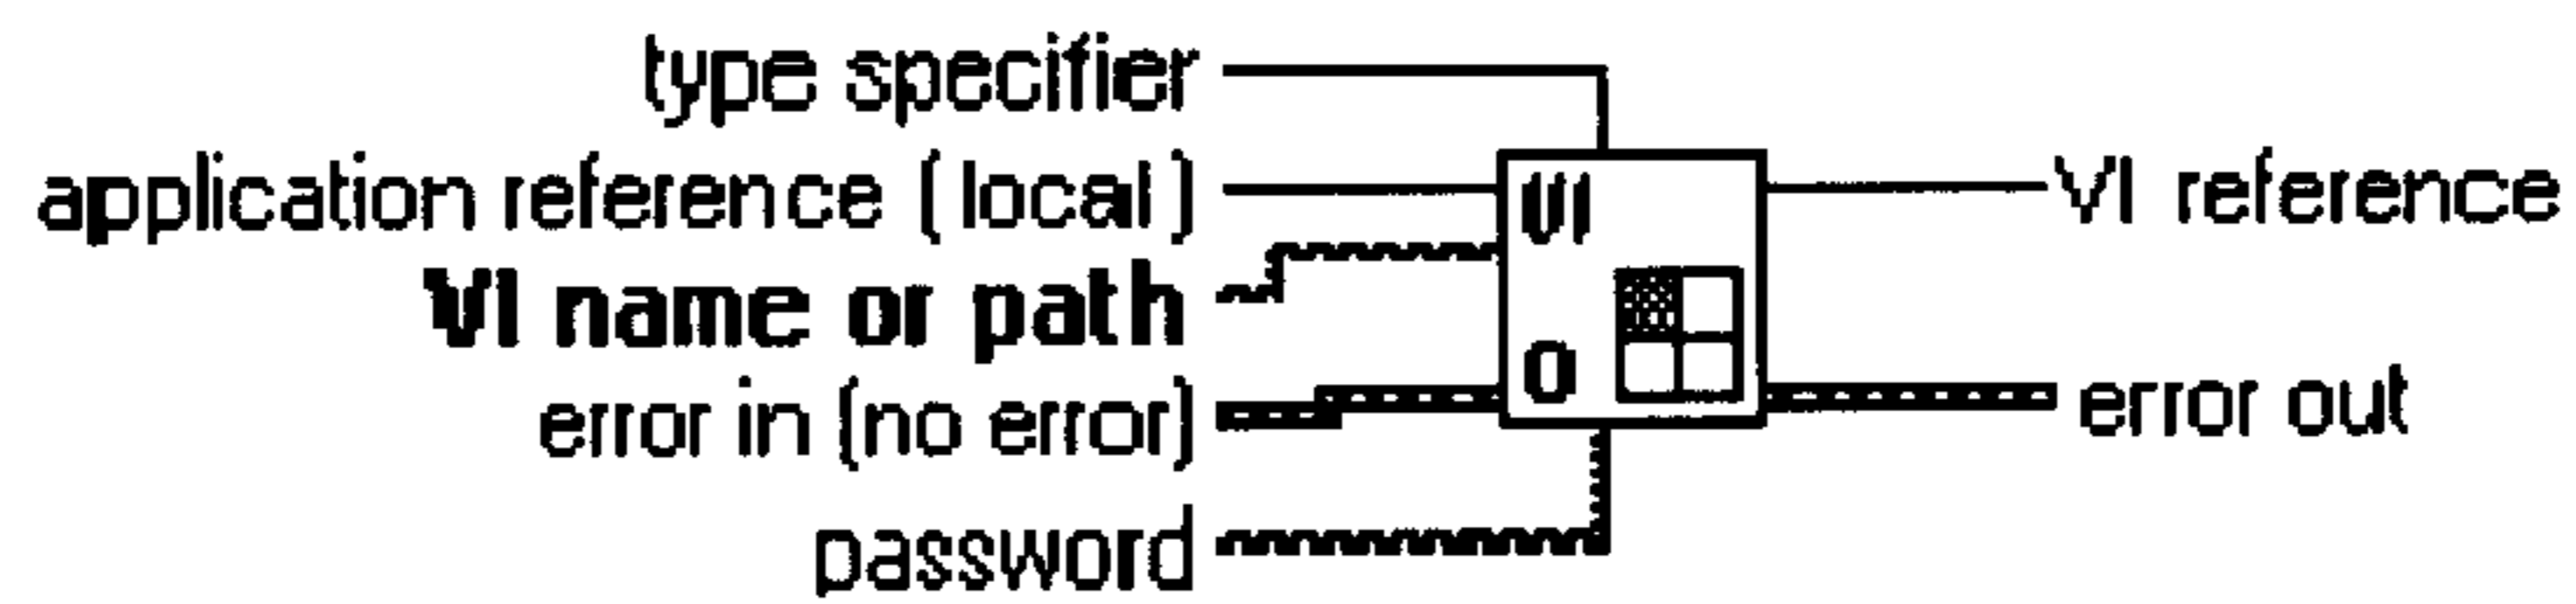 type specifier
application reference (local)
VI
VI reference
VI name or path
error in (no error)
O
error out
password